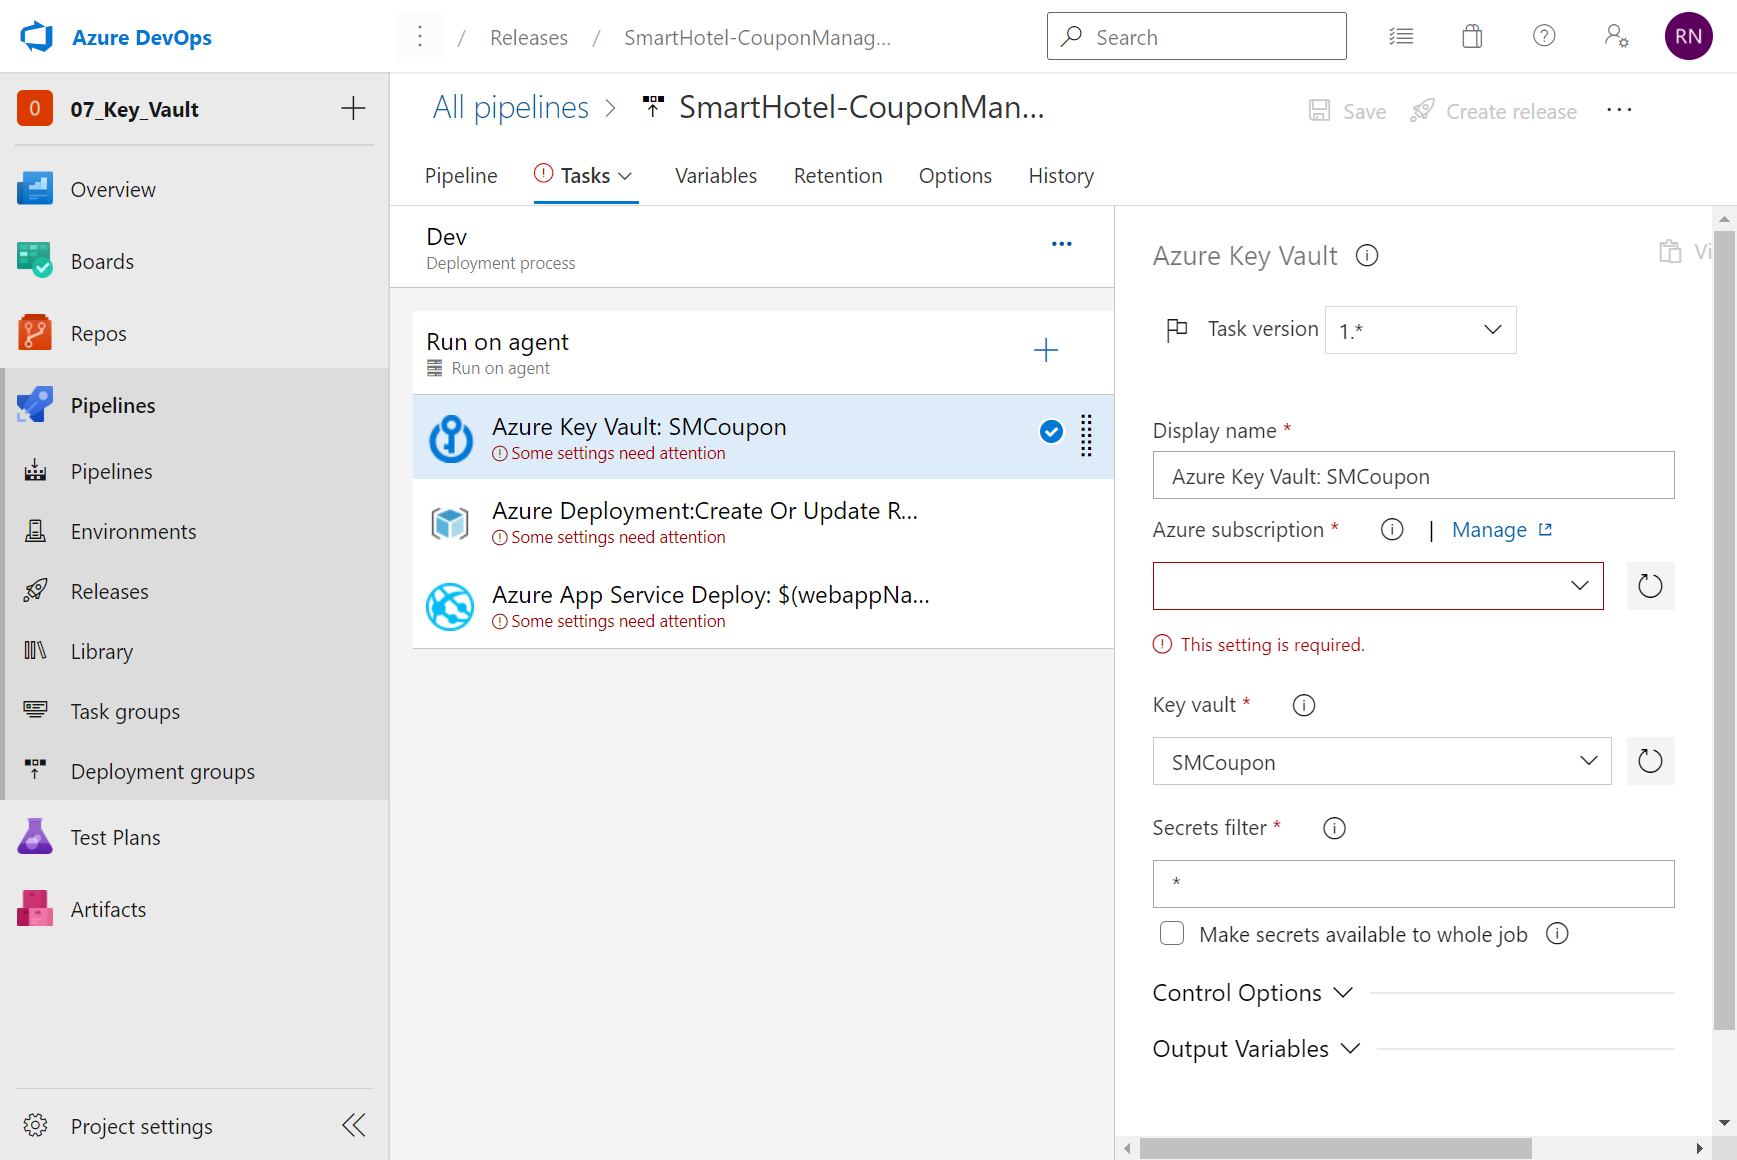 Azure DevOps
/ Releases / SmartHotel-CouponManag...
Search
RN
O 07_Key_Vault
Overview
Boards
Repos
Pipelines
Pipelines
Environments
Releases
Library
Task groups
Deployment groups
Test Plans
Artifacts
Project settings
All pipelines > SmartHotel-CouponMan...
Save Create release ...
Pipeline Tasks Variables Retention Options History
Dev
Deployment process
Run on agent
Run on agent
Azure Key Vault: SMCoupon
Some settings need attention
Azure Deployment:Create Or Update R...
Some settings need attention
Azure App Service Deploy: $(webappNa...
Some settings need attention
Azure Key Vault
Vi
Task version 1.*
Display name *
Azure Key Vault: SMCoupon
Azure subscription * | Manage
This setting is required.
Key vault *
SMCoupon
Secrets filter *
*
Make secrets available to whole job
Control Options
Output Variables